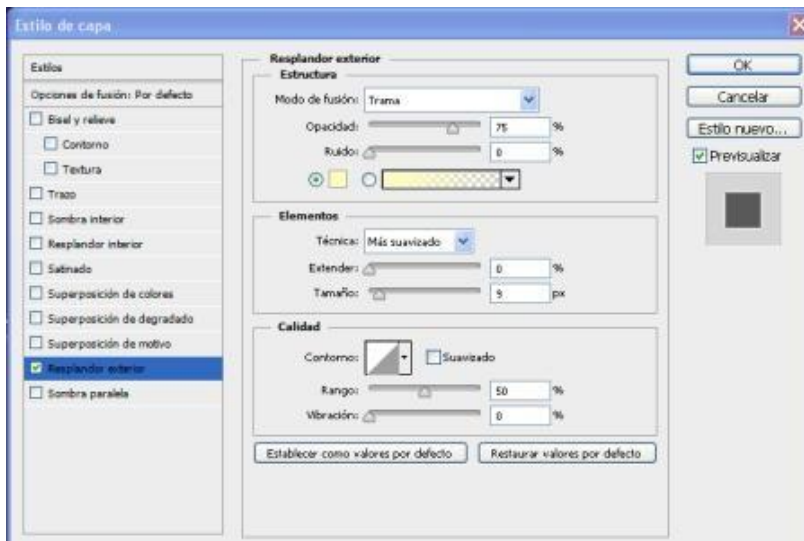 Estilo de capa
Estilos
Opciones de fusión: Por defecto
Bisel y relieve
Contorno
Textura
Trazo
Sombra interior
Resplandor interior
Satinado
Superposición de colores
Superposición de degradado
Superposición de motivo
Resplandor exterior
Sombra paralela
Resplandor exterior
Estructura
Modo de fusión: Trama
Opacidad: 75 %
Ruido: 0 %
Elementos
Técnica: Más suavizado
Extender: 0 %
Tamaño: 9 px
Calidad
Contorno: Suavizado
Rango: 50 %
Vibración: 0 %
Establecer como valores por defecto Restaurar valores por defecto
OK
Cancelar
Estilo nuevo...
Previsualizar